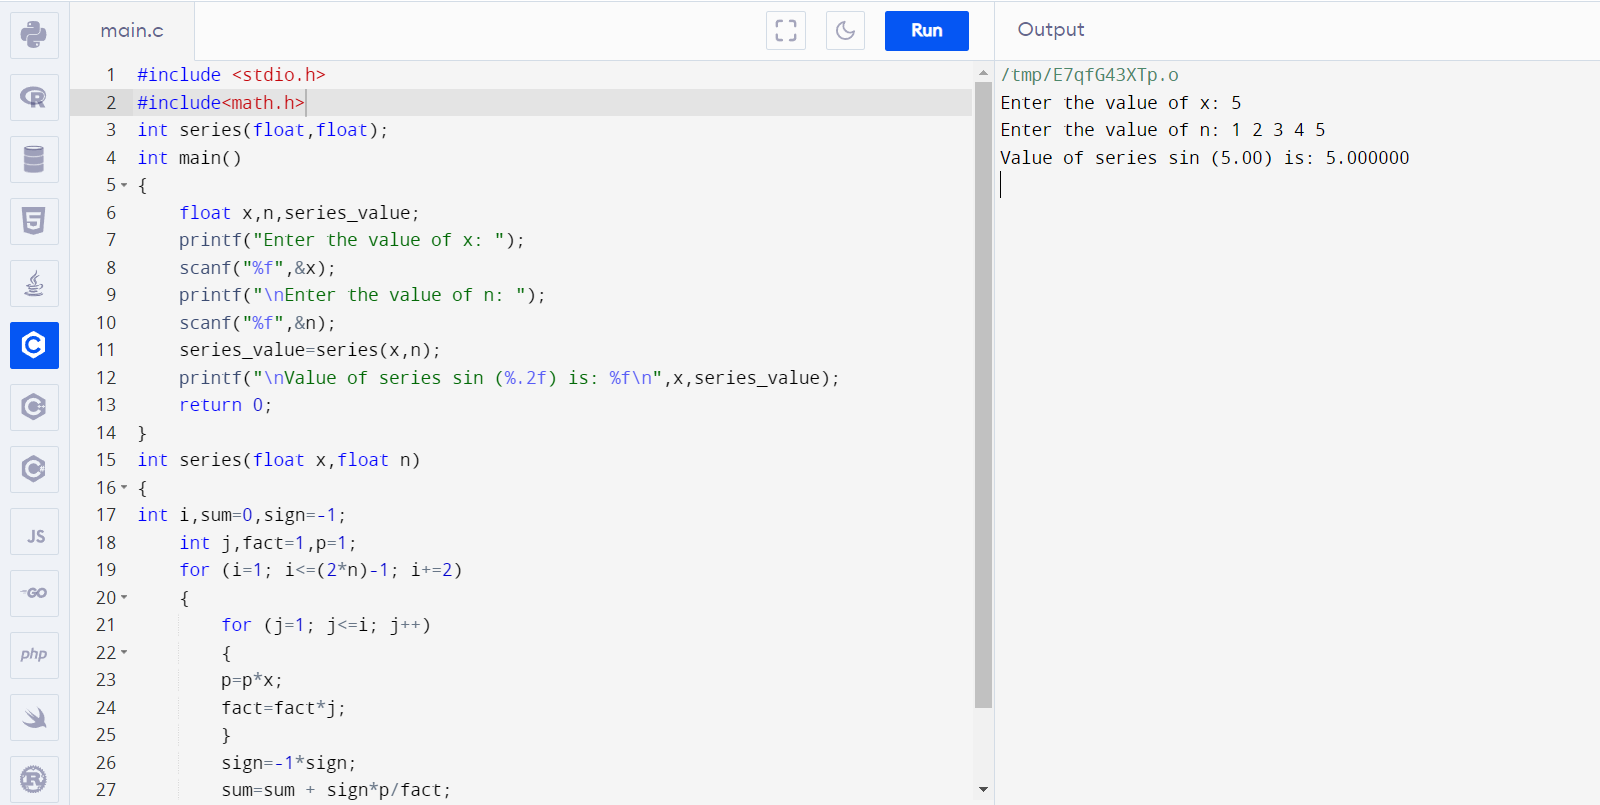 main.c
Run
Output
1 #include <stdio.h>
2 #include<math.h>
3 int series(float,float);
4 int main()
5 {
6 float x,n,series_value;
7 printf("Enter the value of x: ");
8 scanf("%f",&x);
9 printf("\nEnter the value of n: ");
10 scanf("%f",&n);
11 series_value=series(x,n);
12 printf("\nValue of series sin (%.2f) is: %f\n",x,series_value);
13 return 0;
14 }
15 int series(float x,float n)
16 {
17 int i,sum=0,sign=-1;
18 int j,fact=1,p=1;
19 for (i=1; i<=(2*n)-1; i+=2)
20 {
21 for (j=1; j<=i; j++)
22 {
23 p=p*x;
24 fact=fact*j;
25 }
26 sign=-1*sign;
27 sum=sum + sign*p/fact;
/tmp/E7qfG43XTp.o
Enter the value of x: 5
Enter the value of n: 1 2 3 4 5
Value of series sin (5.00) is: 5.000000
R
5
C
C
C
JS
GO
php
R